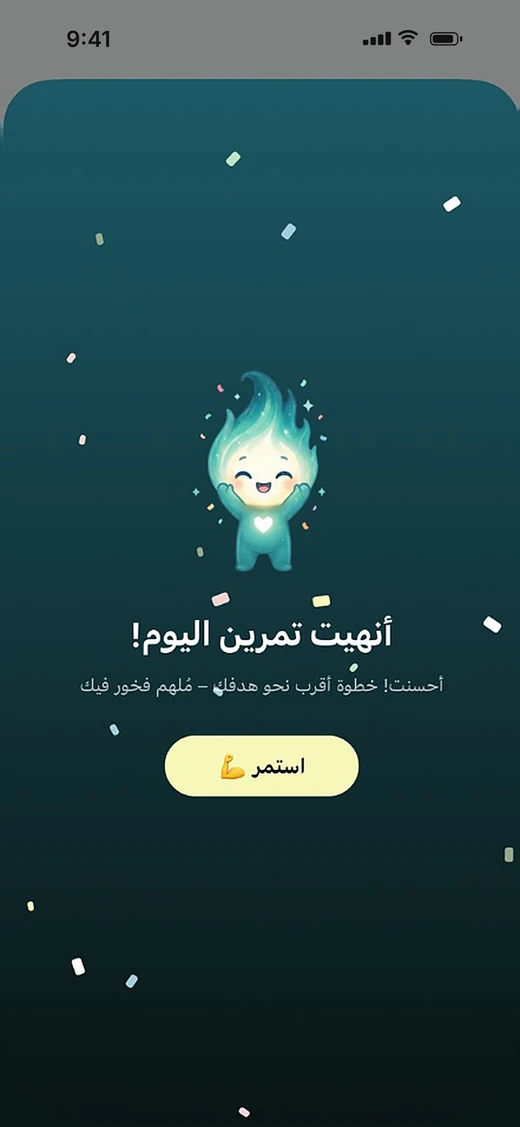 9:41
أنهيت تمرين اليوم!
أحسنت! خطوة أقرب نحو هدفك – مُلهم فخور فيك
استمر 💪